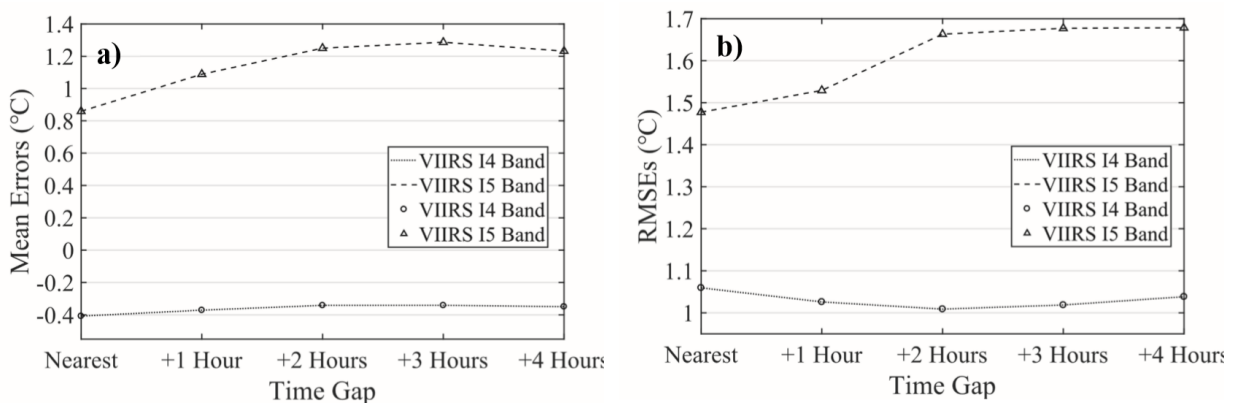 a)
1.4
1.2
1
0.8
0.6
0.4
0.2
0
-0.2
-0.4
Mean Errors (°C)
VIIRS I4 Band
VIIRS I5 Band
VIIRS I4 Band
VIIRS I5 Band
Nearest +1 Hour +2 Hours +3 Hours +4 Hours
Time Gap
b)
1.7
1.6
1.5
1.4
1.3
1.2
1.1
1
RMSEs (°C)
VIIRS I4 Band
VIIRS I5 Band
VIIRS I4 Band
VIIRS I5 Band
Nearest +1 Hour +2 Hours +3 Hours +4 Hours
Time Gap